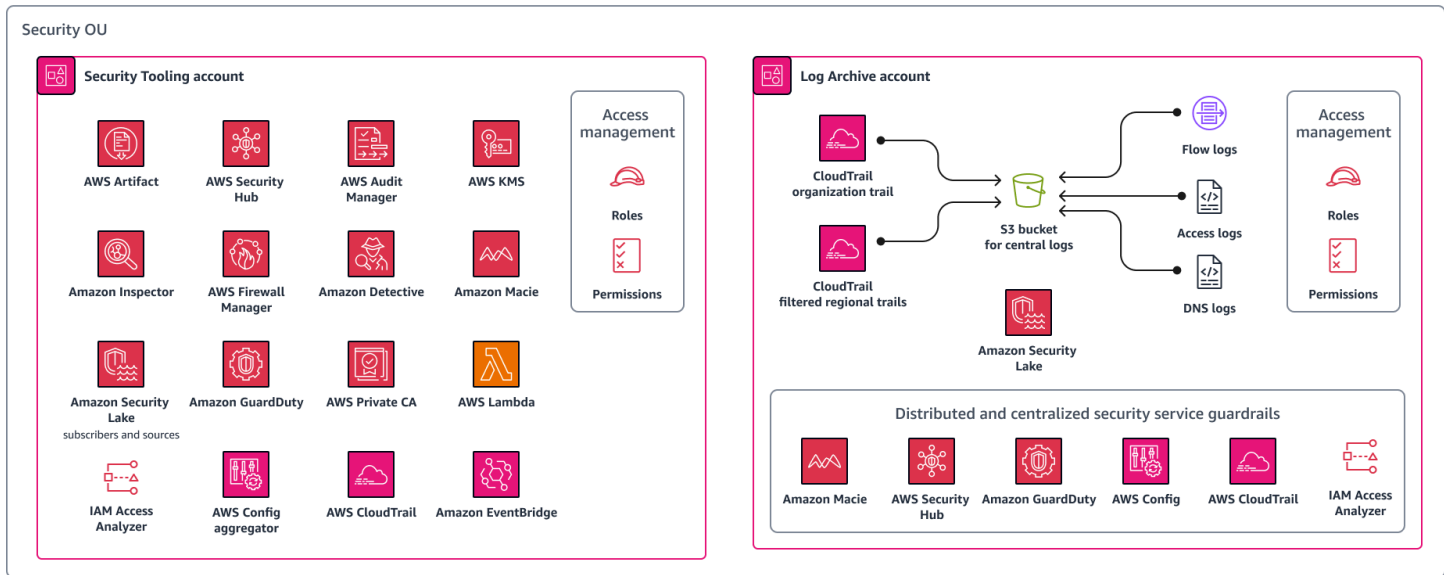 Security OU
Security Tooling account
AWS Artifact
AWS Security
Hub
AWS Audit
Manager
AWS KMS
Amazon Inspector
AWS Firewall
Manager
Amazon Detective
Amazon Macie
Amazon Security
Lake
subscribers and sources
Amazon GuardDuty
AWS Private CA
AWS Lambda
IAM Access
Analyzer
AWS Config
aggregator
AWS CloudTrail
Amazon EventBridge
Access
management
Roles
Permissions
Log Archive account
CloudTrail
organization trail
CloudTrail
filtered regional trails
S3 bucket
for central logs
Flow logs
Access logs
DNS logs
Amazon Security
Lake
Access
management
Roles
Permissions
Distributed and centralized security service guardrails
Amazon Macie
AWS Security
Hub
Amazon GuardDuty
AWS Config
AWS CloudTrail
IAM Access
Analyzer